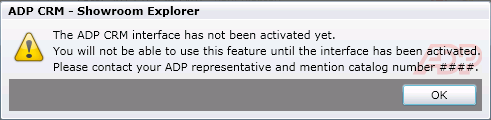 ADP CRM - Showroom Explorer
The ADP CRM interface has not been activated yet.
You will not be able to use this feature until the interface has been activated.
Please contact your ADP representative and mention catalog number ####.
ADP
OK